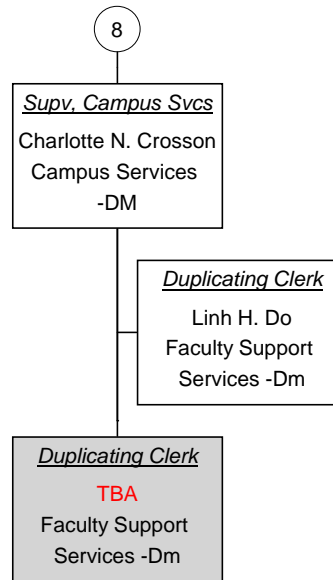 8
Supv, Campus Svcs
Charlotte N. Crosson
Campus Services
-DM
Duplicating Clerk
Linh H. Do
Faculty Support
Services -Dm
Duplicating Clerk
TBA
Faculty Support
Services -Dm